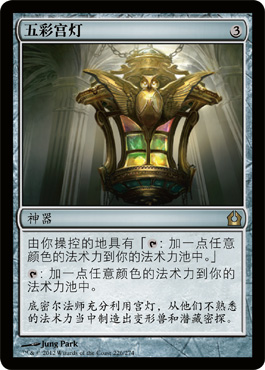 五彩宫灯 3
神器
由你操控的地具有「：加一点任意
颜色的法术力到你的法术力池中。」
：加一点任意颜色的法术力到你的
法术力池中。
底密尔法师充分利用宫灯，从他们不熟悉
的法术力当中制造出变形兽和潜藏密探。
Jung Park
™ & © 2012 Wizards of the Coast 226/274